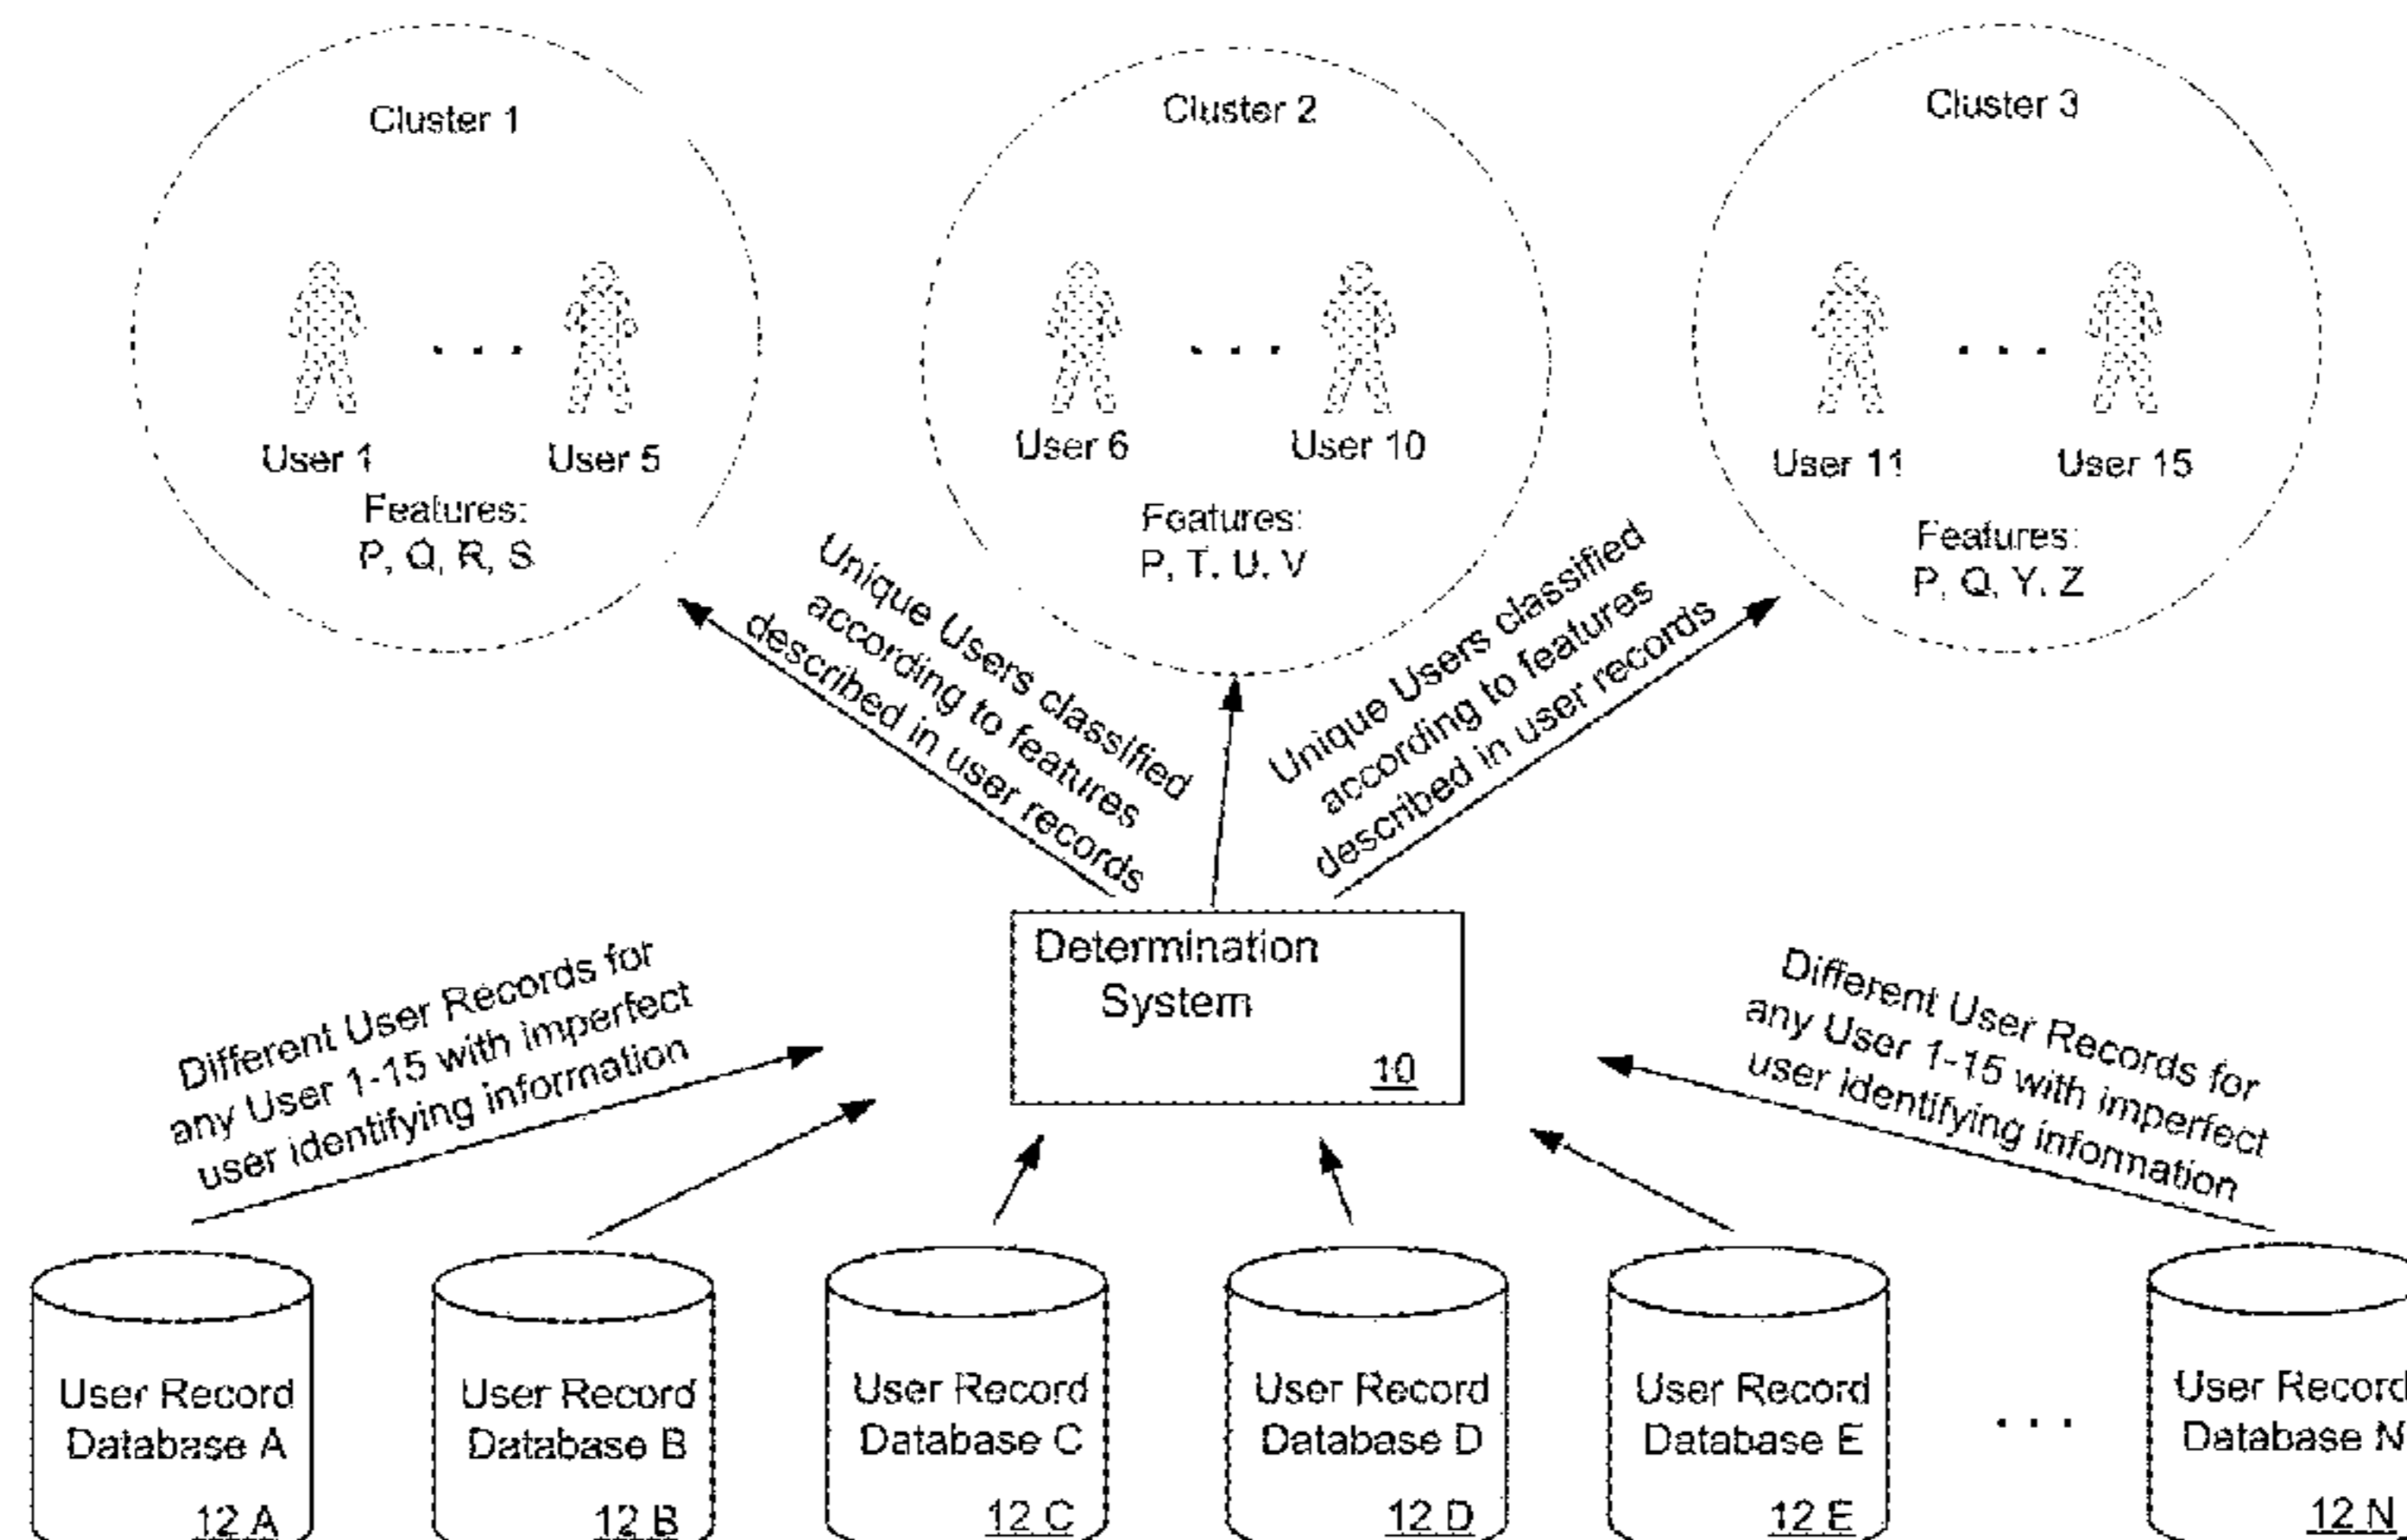 Cluster 1
Cluster 2
Cluster 3
User 1
User 5
Features:
P, Q, R, S
User 6
User 10
Features:
P, T, U, V
User 11
User 15
Features:
P, Q, Y, Z
Unique Users classified
according to features
described in user records
Unique Users classified
according to features
described in user records
Determination
System
10
Different User Records for
any User 1-15 with imperfect
user identifying information
Different User Records for
any User 1-15 with imperfect
user identifying information
User Record
Database A
12 A
User Record
Database B
12 B
User Record
Database C
12 C
User Record
Database D
12 D
User Record
Database E
12 E
. . .
User Record
Database N
12 N